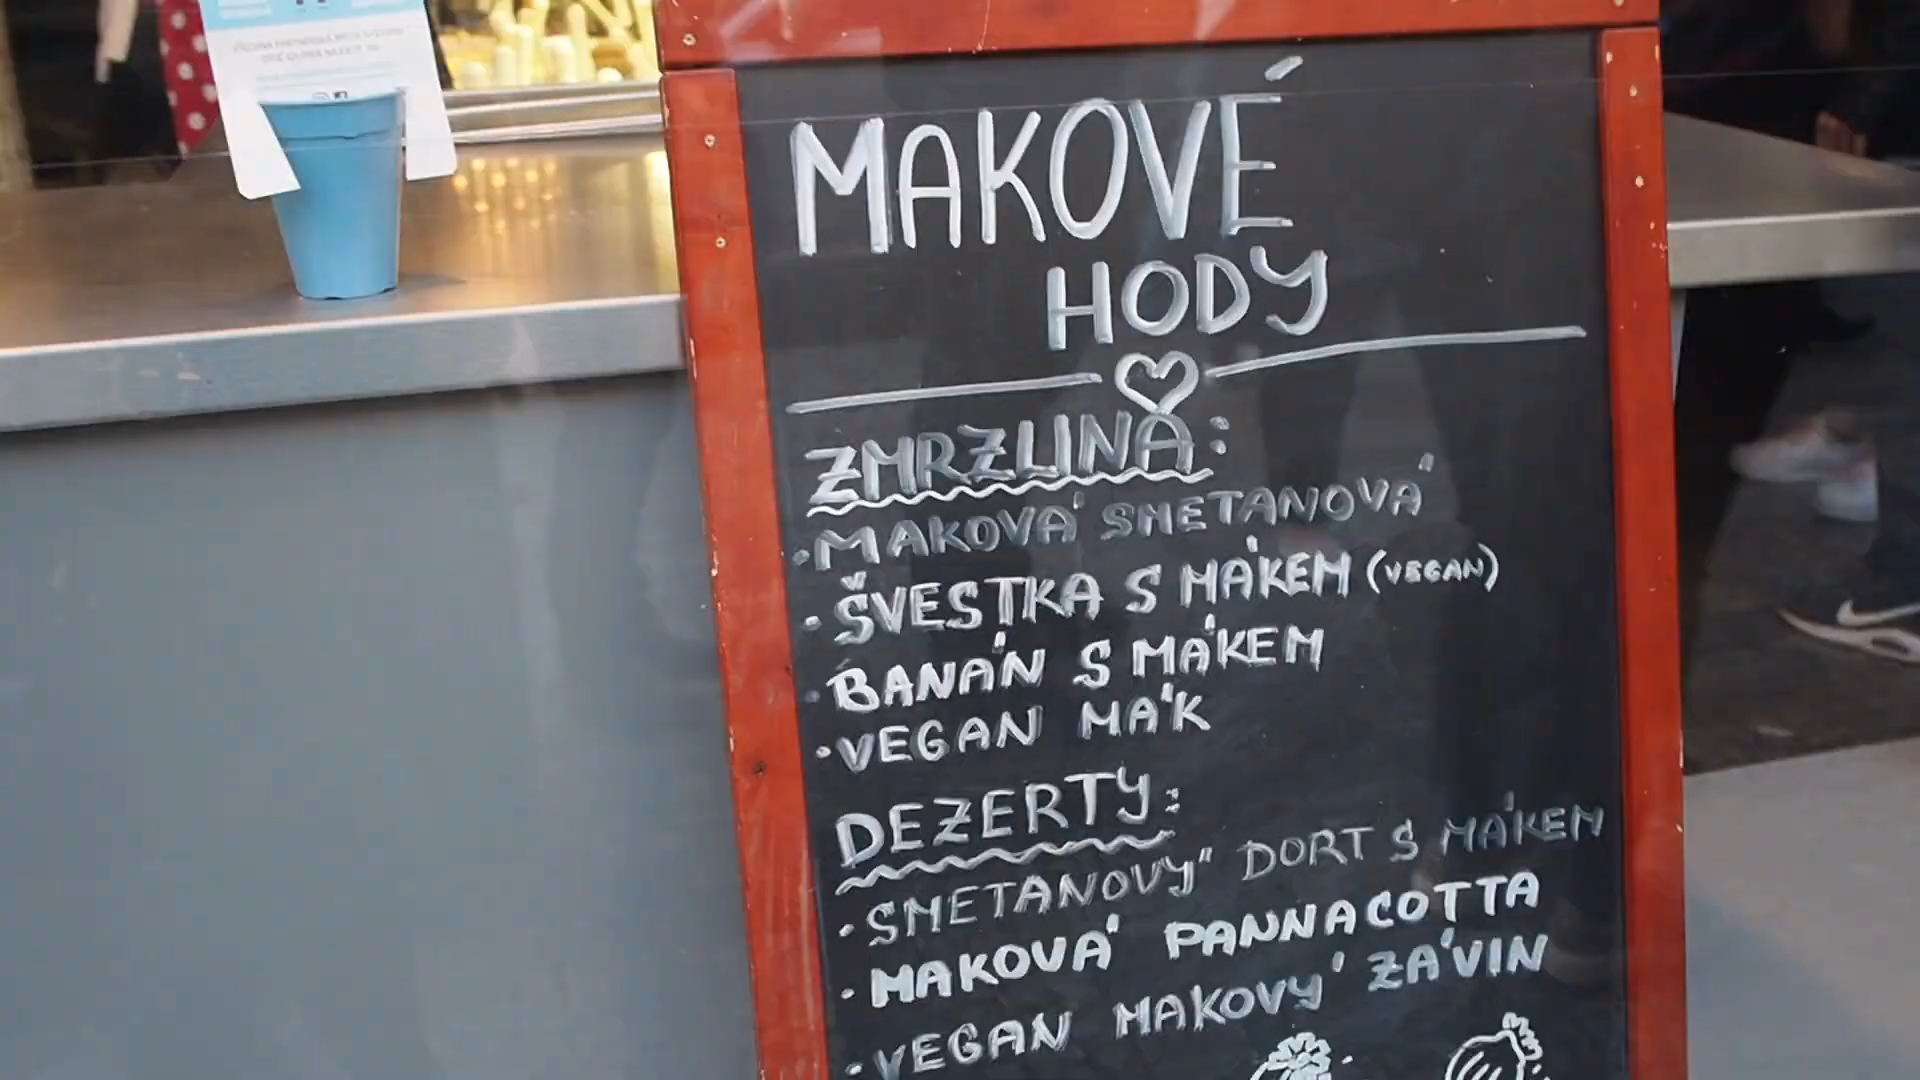 MAKOVÉ
HODY
ZMRZLINA:
• MAKOVÁ SMETANOVÁ
• ŠVESTKA S MÁKEM (VEGAN)
• BANÁN S MÁKEM
• VEGAN MÁK
DEZERTY:
• SMETANOVÝ DORT S MÁKEM
• MAKOVÁ PANNACOTTA
• VEGAN MAKOVÝ ZÁVIN